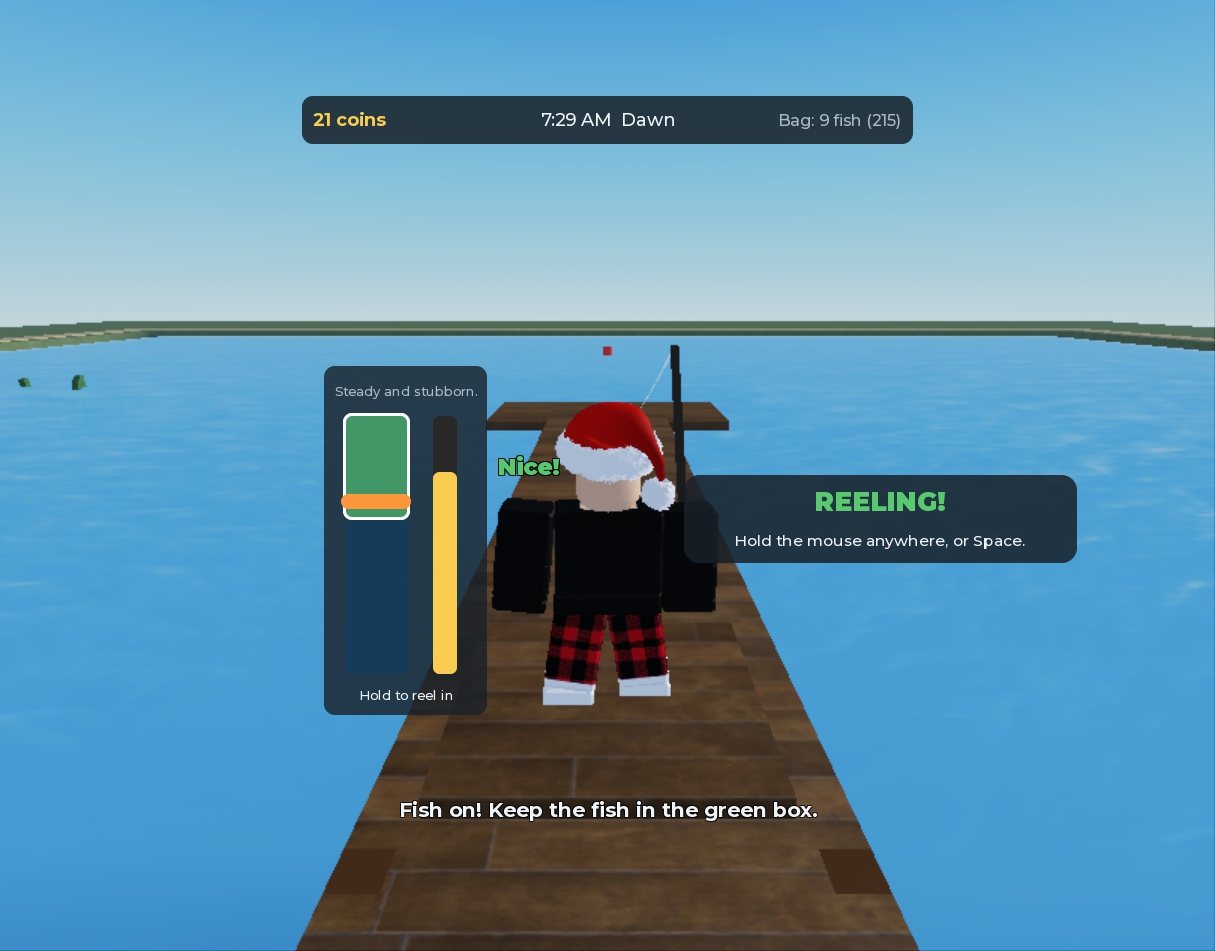 21 coins
7:29 AM  Dawn
Bag: 9 fish (215)
Steady and stubborn.
Nice!
REELING!
Hold the mouse anywhere, or Space.
Hold to reel in
Fish on! Keep the fish in the green box.